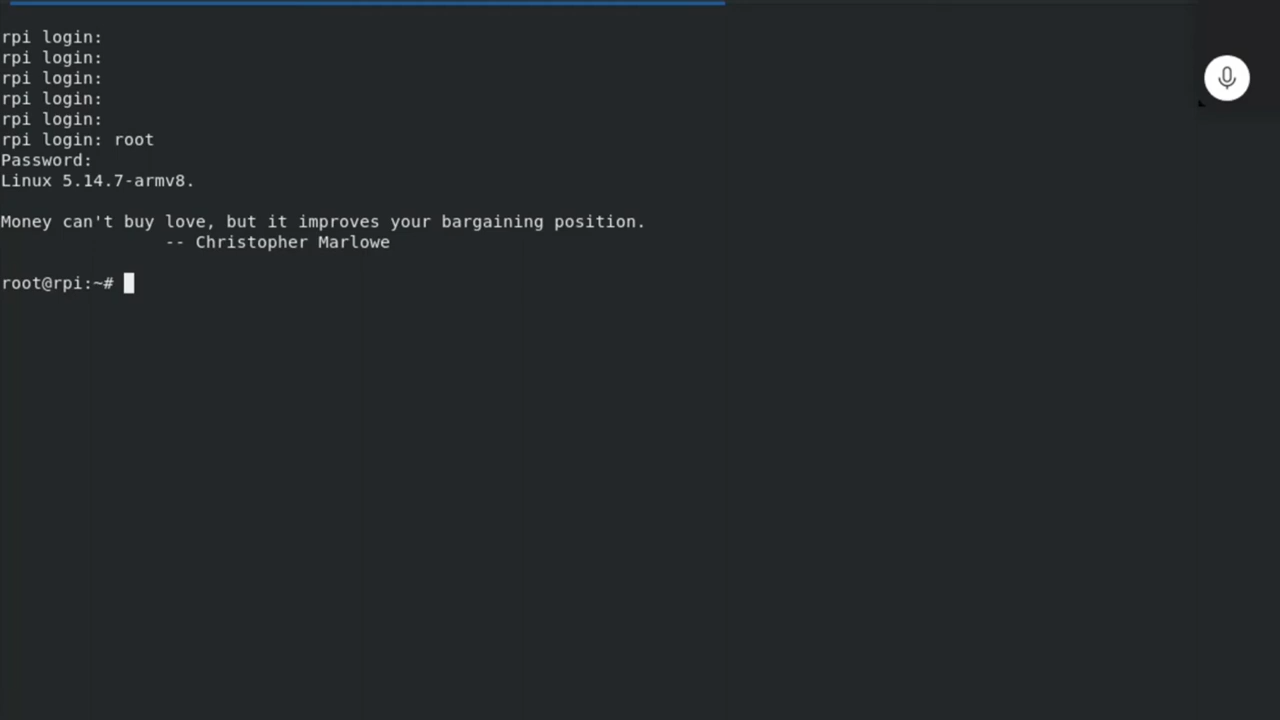 rpi login:
rpi login:
rpi login:
rpi login:
rpi login:
rpi login: root
Password:
Linux 5.14.7-armv8.
Money can't buy love, but it improves your bargaining position.
-- Christopher Marlowe
root@rpi:~#